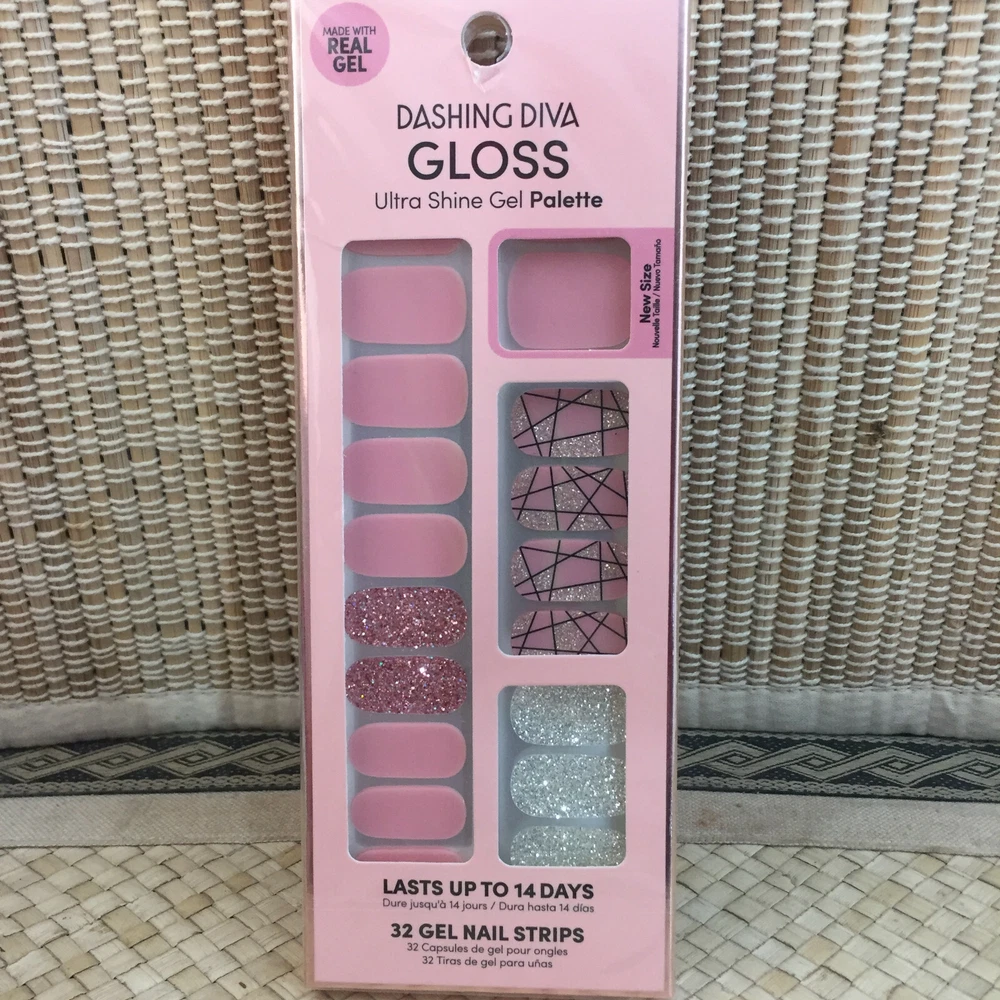 MADE WITH
REAL
GEL
DASHING DIVA
GLOSS
Ultra Shine Gel Palette
New Size
Nouvelle Taille / Nuevo Tamaño
LASTS UP TO 14 DAYS
Dure jusqu'à 14 jours / Dura hasta 14 días
32 GEL NAIL STRIPS
32 Capsules de gel pour ongles
32 Tiras de gel para uñas